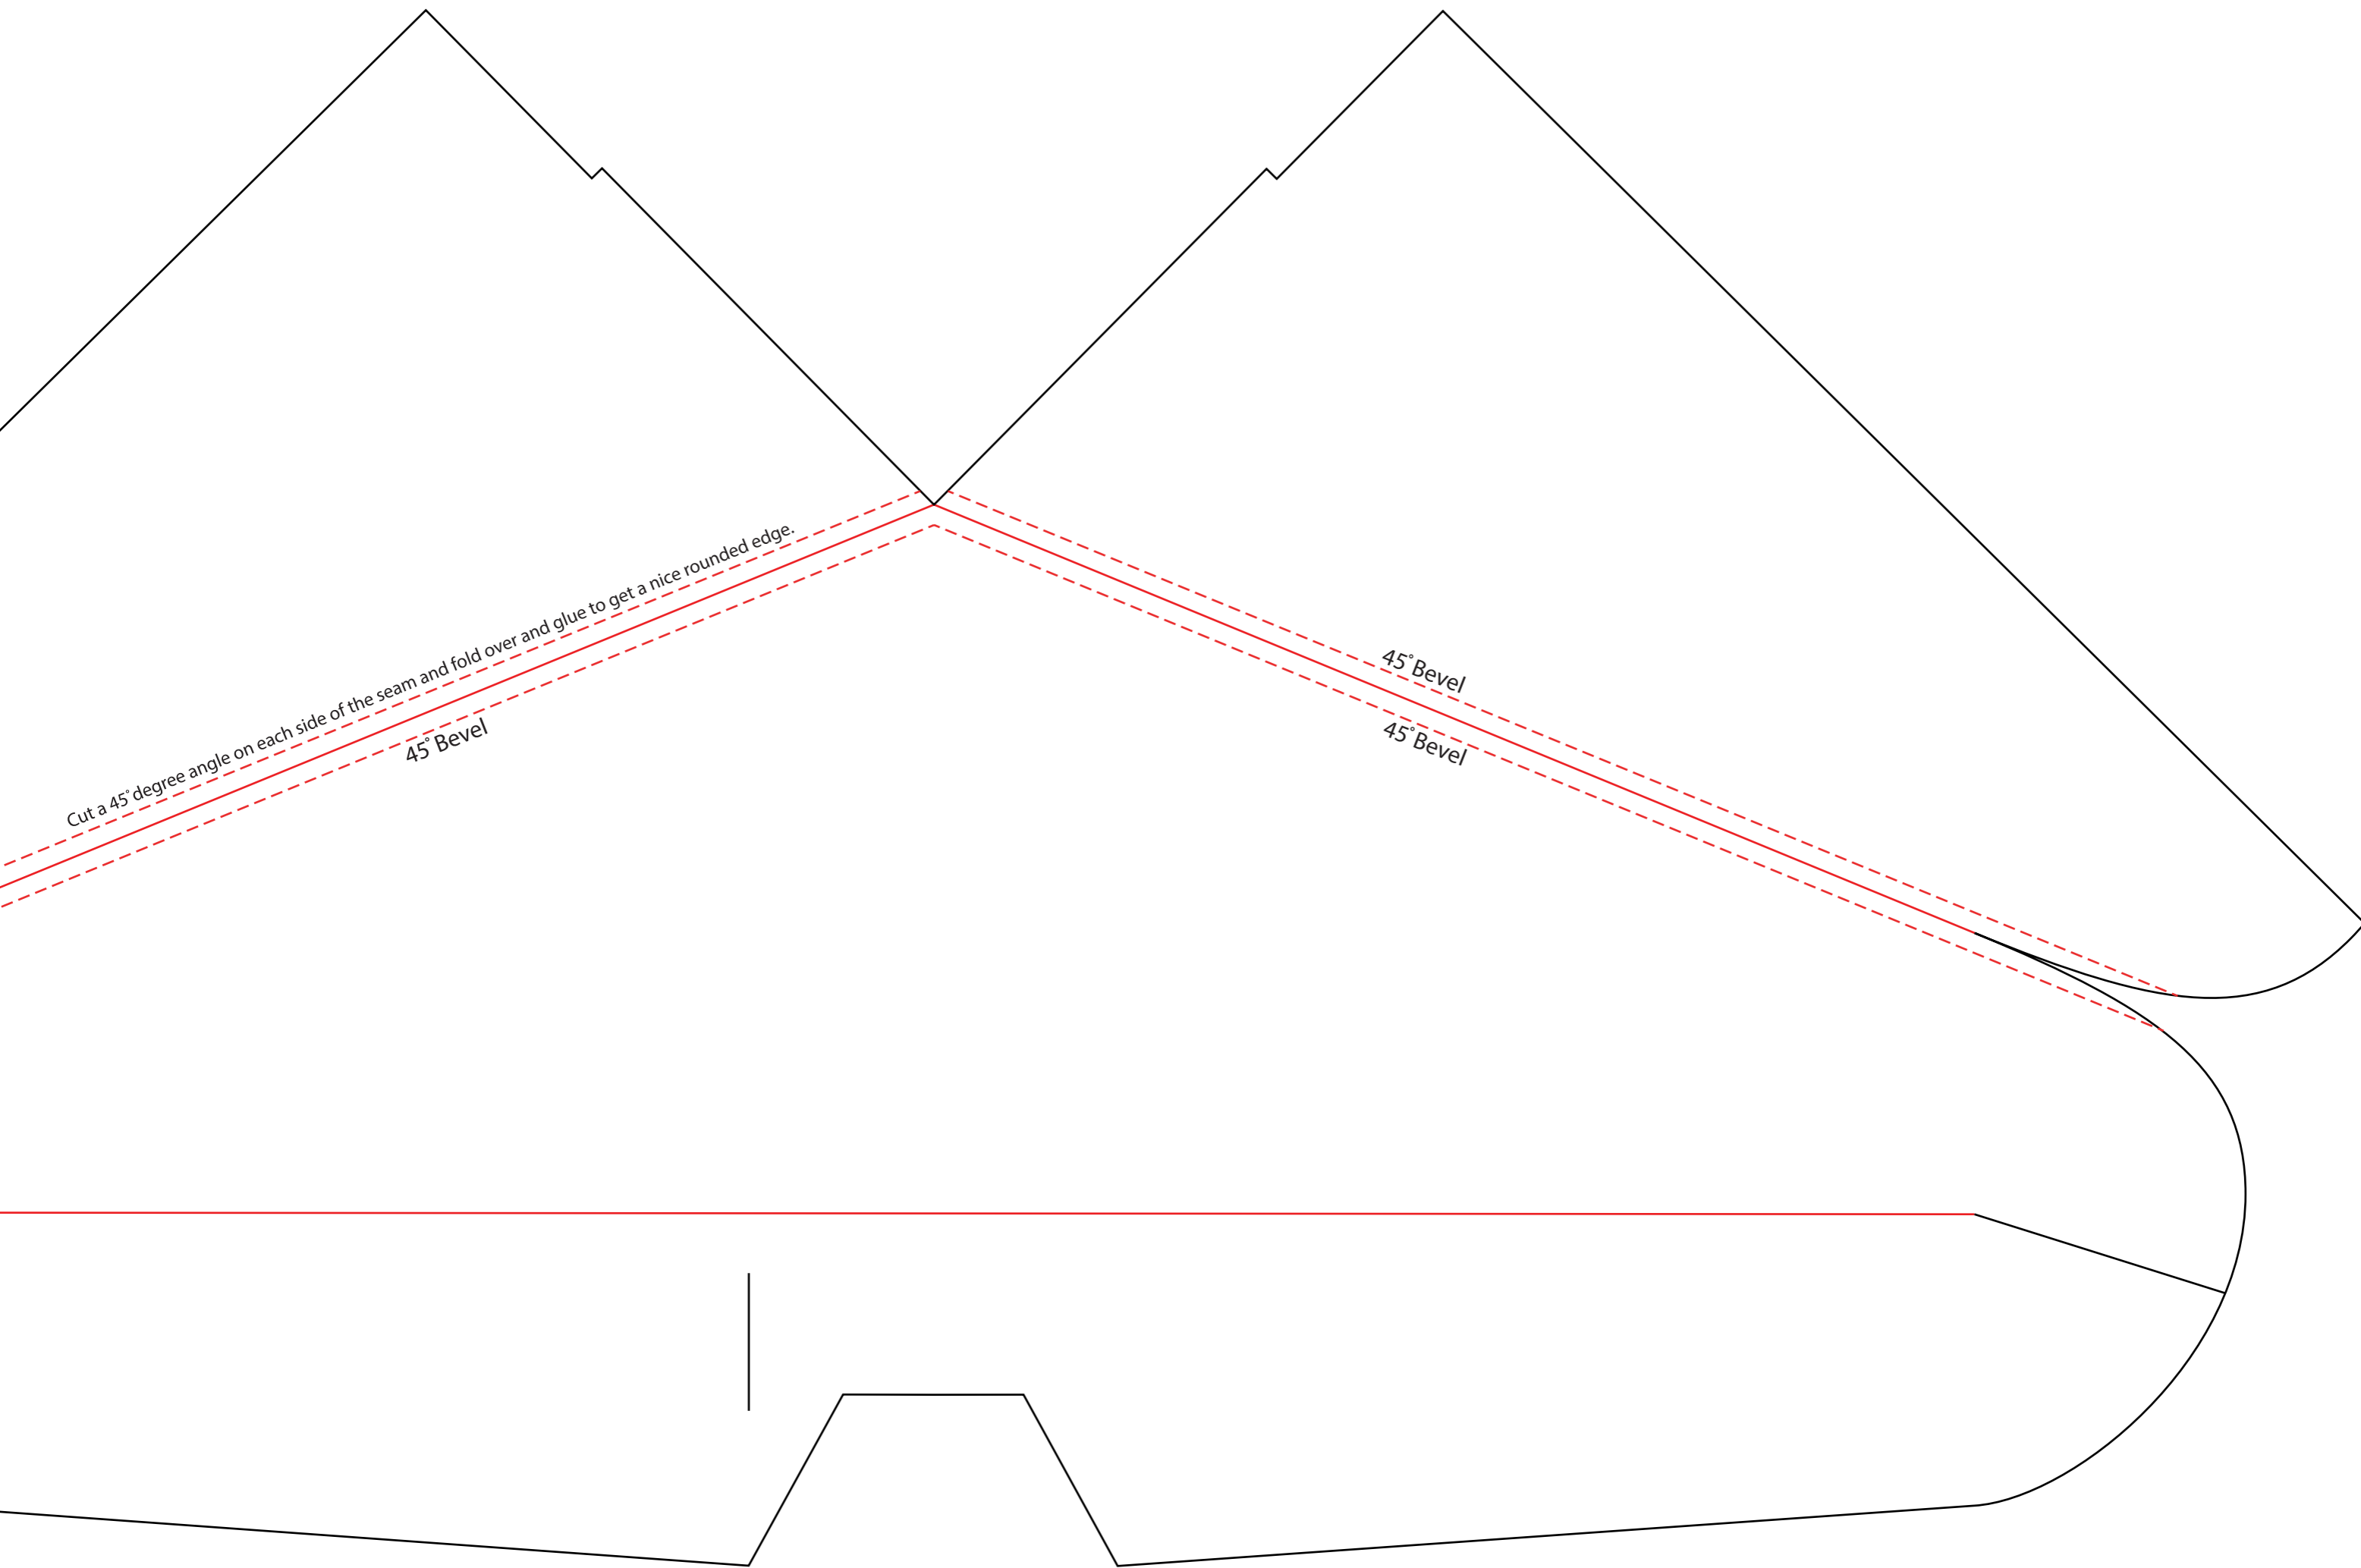 Cut a 45° degree angle on each side of the seam and fold over and glue to get a nice rounded edge.
45° Bevel
45° Bevel
45° Bevel